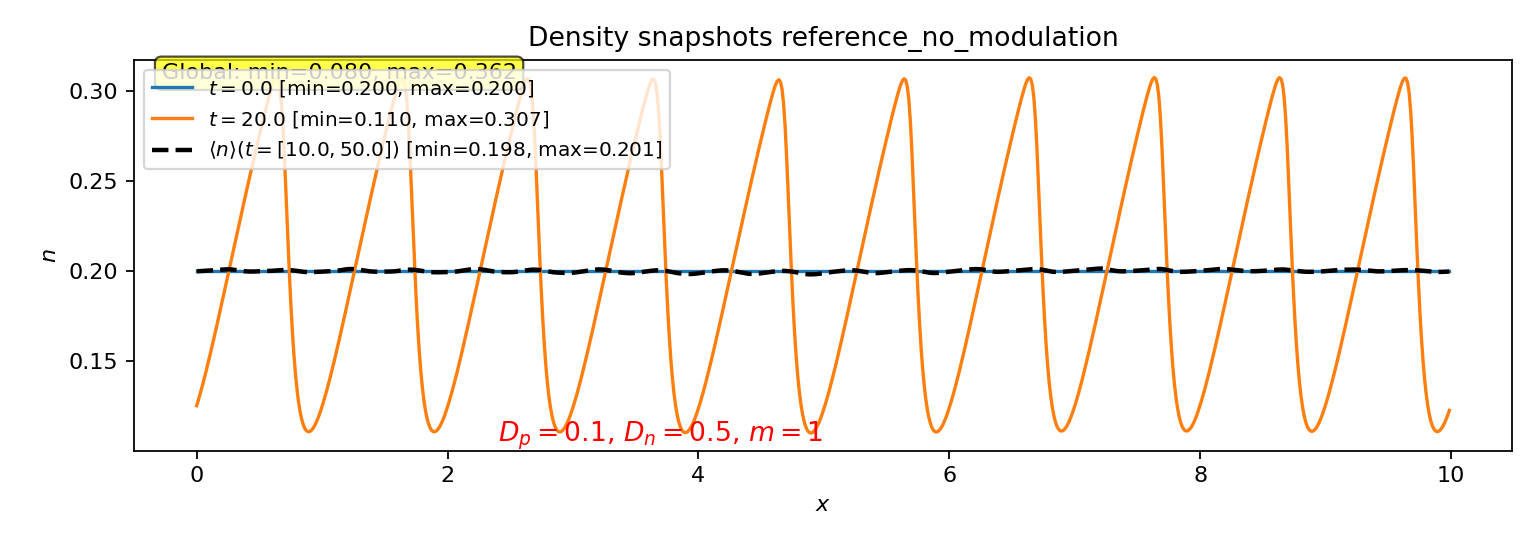 Density snapshots reference_no_modulation
Global: min=0.080, max=0.362
t = 0.0 [min=0.200, max=0.200]
t = 20.0 [min=0.110, max=0.307]
⟨n⟩(t = [10.0, 50.0]) [min=0.198, max=0.201]
0.30
0.25
0.20
0.15
n
D_p = 0.1, D_n = 0.5, m = 1
0 2 4 6 8 10
x